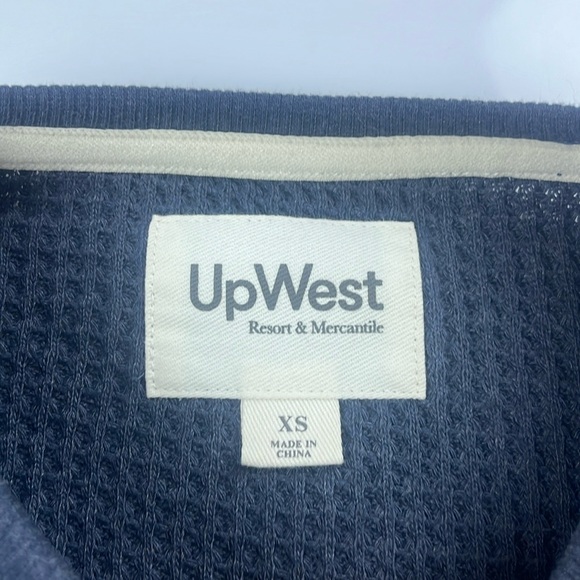 UpWest
Resort & Mercantile
XS
MADE IN
CHINA